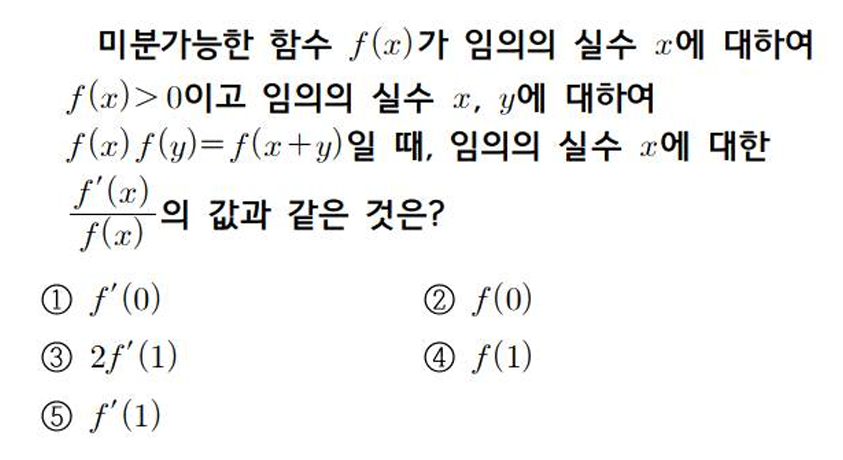 미분가능한 함수 f(x)가 임의의 실수 x에 대하여
f(x)>0이고 임의의 실수 x, y에 대하여
f(x)f(y)=f(x+y)일 때, 임의의 실수 x에 대한
f′(x)/f(x)의 값과 같은 것은?
① f′(0) ② f(0)
③ 2f′(1) ④ f(1)
⑤ f′(1)